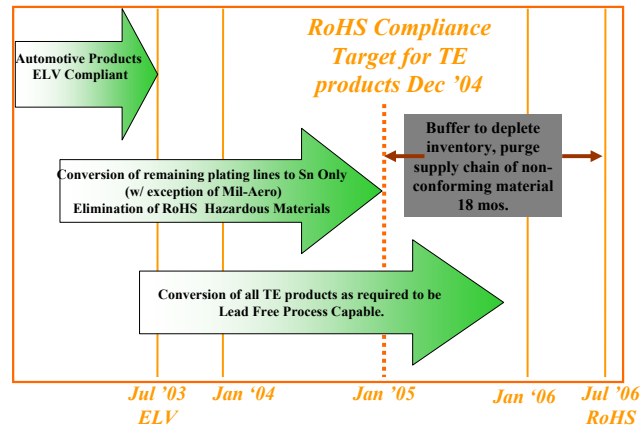 RoHS Compliance
Target for TE
products Dec ’04
Automotive Products
ELV Compliant
Buffer to deplete
inventory, purge
supply chain of non-
conforming material
18 mos.
Conversion of remaining plating lines to Sn Only
(w/ exception of Mil-Aero)
Elimination of RoHS Hazardous Materials
Conversion of all TE products as required to be
Lead Free Process Capable.
Jul ’03
ELV
Jan ’04
Jan ’05
Jan ’06
Jul ’06
RoHS